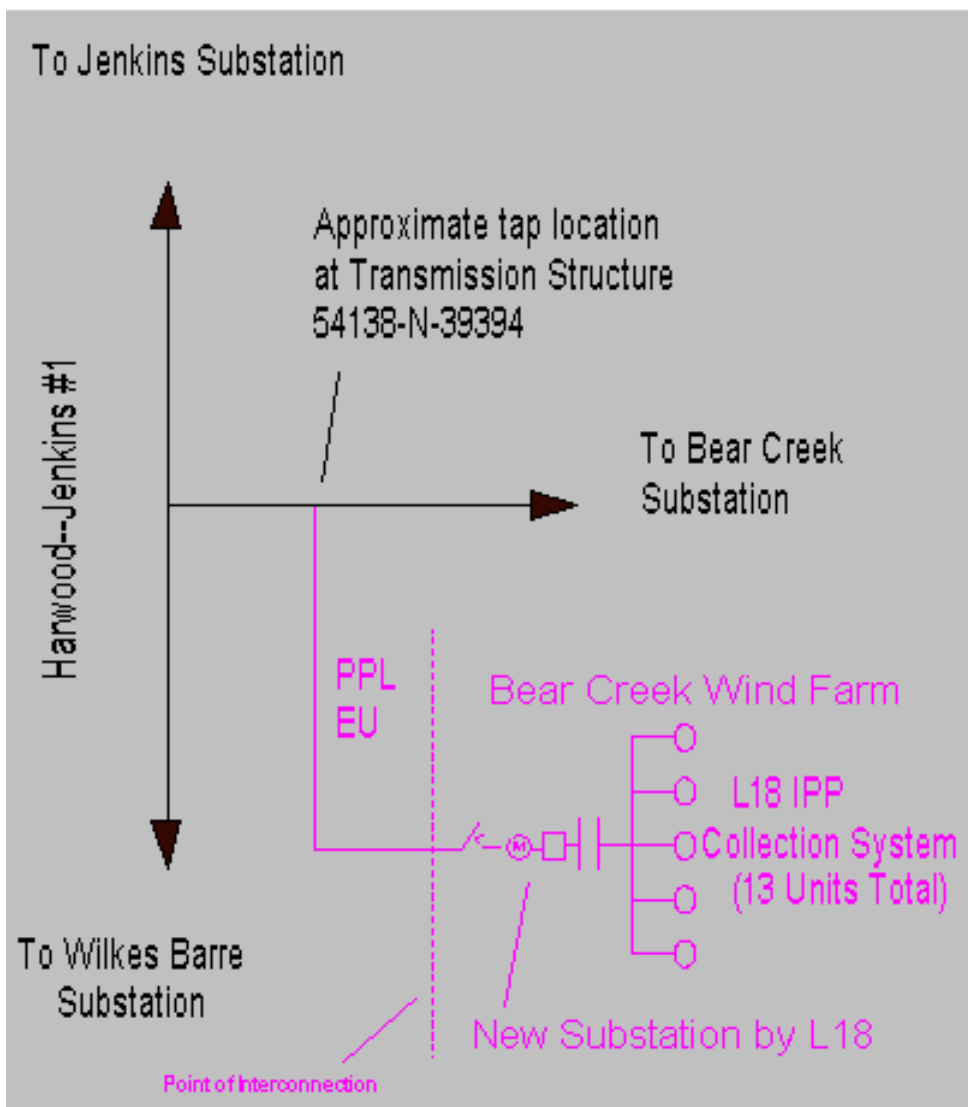 To Jenkins Substation
Approximate tap location
at Transmission Structure
54138-N-39394
Harwood--Jenkins #1
To Bear Creek
Substation
PPL
EU
Bear Creek Wind Farm
L18 IPP
Collection System
(13 Units Total)
M
To Wilkes Barre
Substation
New Substation by L18
Point of Interconnection